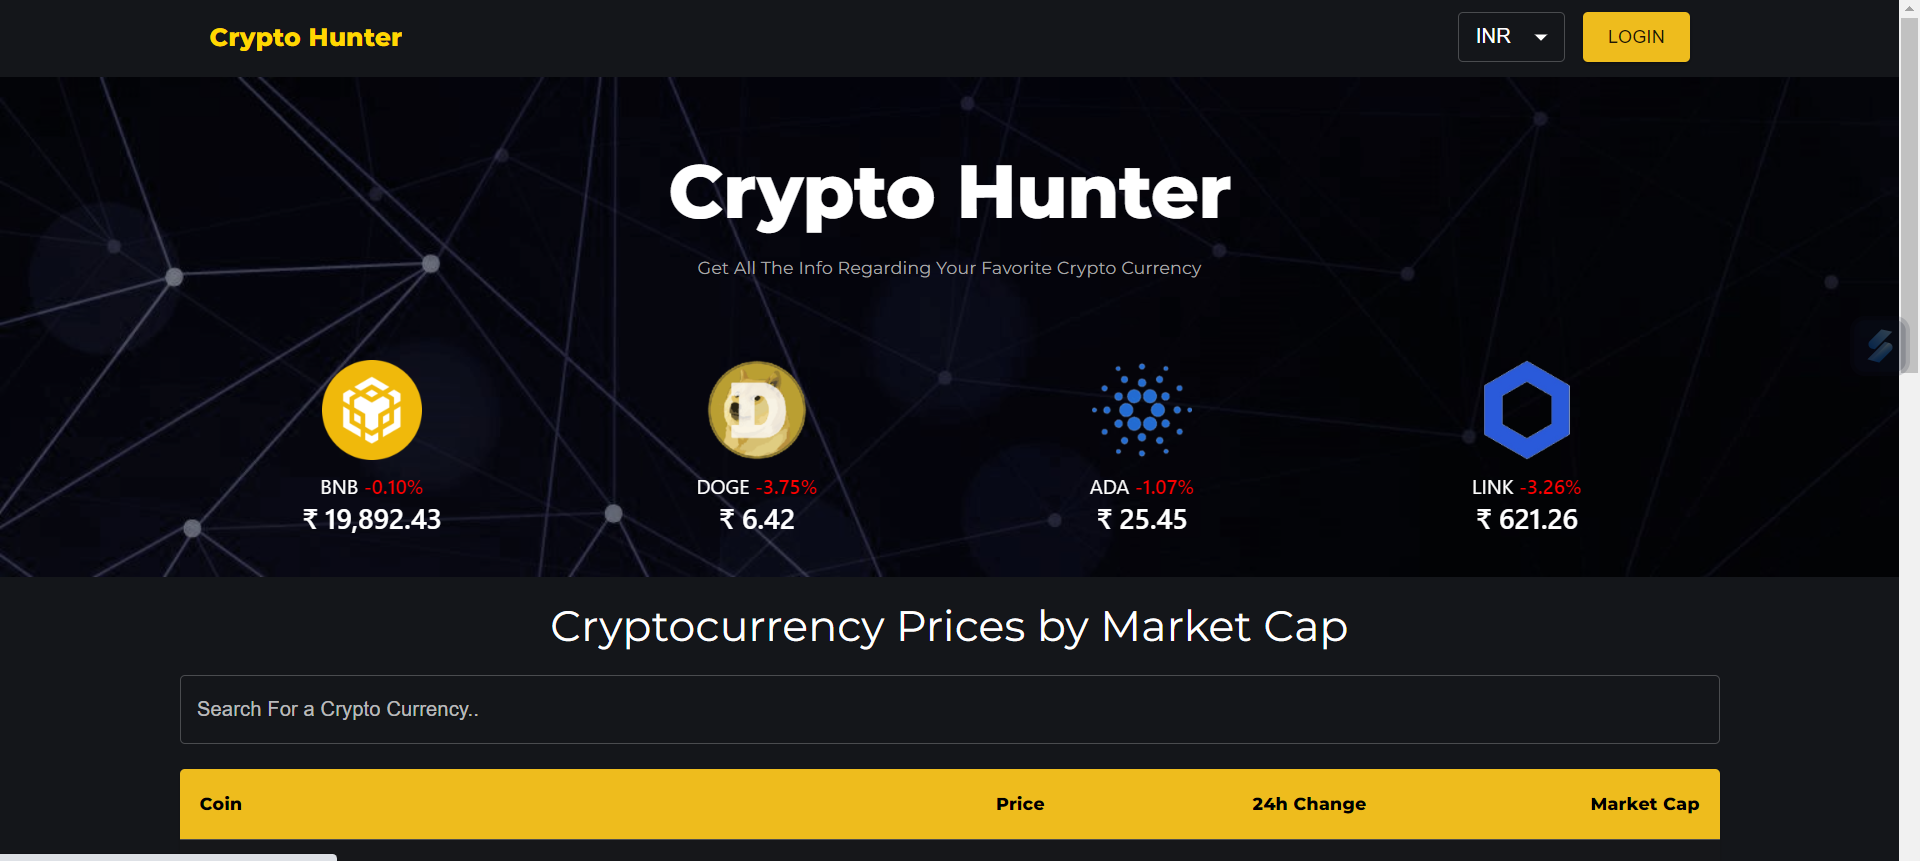 Crypto Hunter
INR
LOGIN
Crypto Hunter
Get All The Info Regarding Your Favorite Crypto Currency
BNB -0.10%
₹ 19,892.43
DOGE -3.75%
₹ 6.42
ADA -1.07%
₹ 25.45
LINK -3.26%
₹ 621.26
Cryptocurrency Prices by Market Cap
Search For a Crypto Currency..
Coin Price 24h Change Market Cap